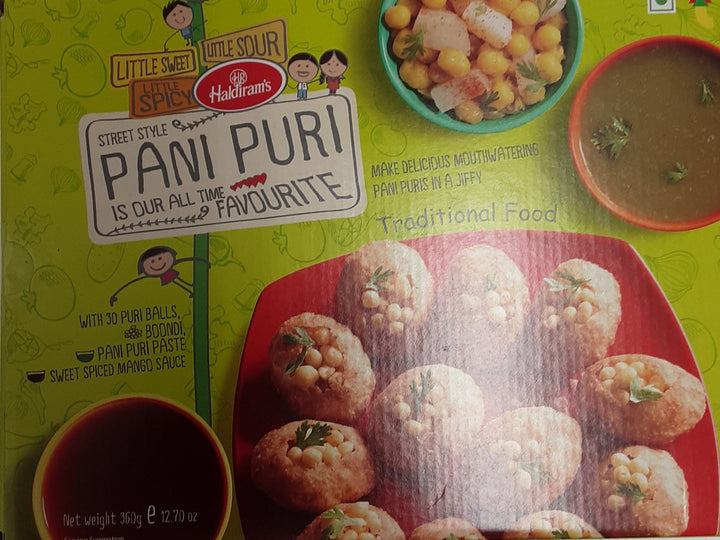 LITTLE SWEET
LITTLE SOUR
LITTLE SPICY
HR
Haldiram's
STREET STYLE
PANI PURI
IS OUR ALL TIME FAVOURITE
MAKE DELICIOUS MOUTHWATERING
PANI PURIS IN A JIFFY
Traditional Food
WITH 30 PURI BALLS,
BOONDI,
PANI PURI PASTE
SWEET SPICED MANGO SAUCE
Net weight 360g e 12.70 oz